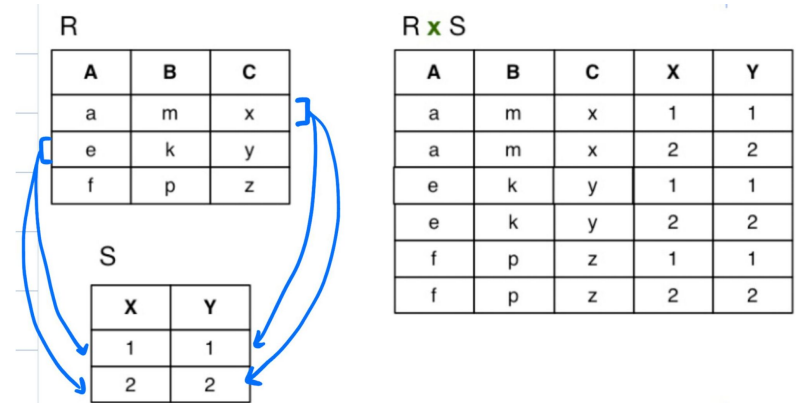 R
A B C
a m x
e k y
f p z
S
X Y
1 1
2 2
R x S
A B C X Y
a m x 1 1
a m x 2 2
e k y 1 1
e k y 2 2
f p z 1 1
f p z 2 2